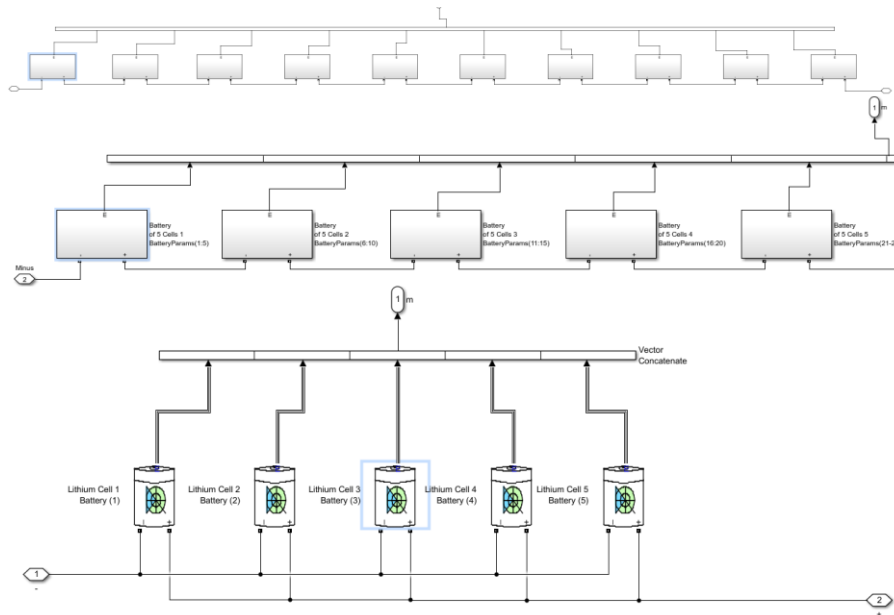 1
m
Battery
of 5 Cells 1
BatteryParams(1:5)
Battery
of 5 Cells 2
BatteryParams(6:10)
Battery
of 5 Cells 3
BatteryParams(11:15)
Battery
of 5 Cells 4
BatteryParams(16:20)
Battery
of 5 Cells 5
BatteryParams(21-2
Minus
2
1
m
Vector
Concatenate
Lithium Cell 1
Battery (1)
Lithium Cell 2
Battery (2)
Lithium Cell 3
Battery (3)
Lithium Cell 4
Battery (4)
Lithium Cell 5
Battery (5)
1
-
2
+